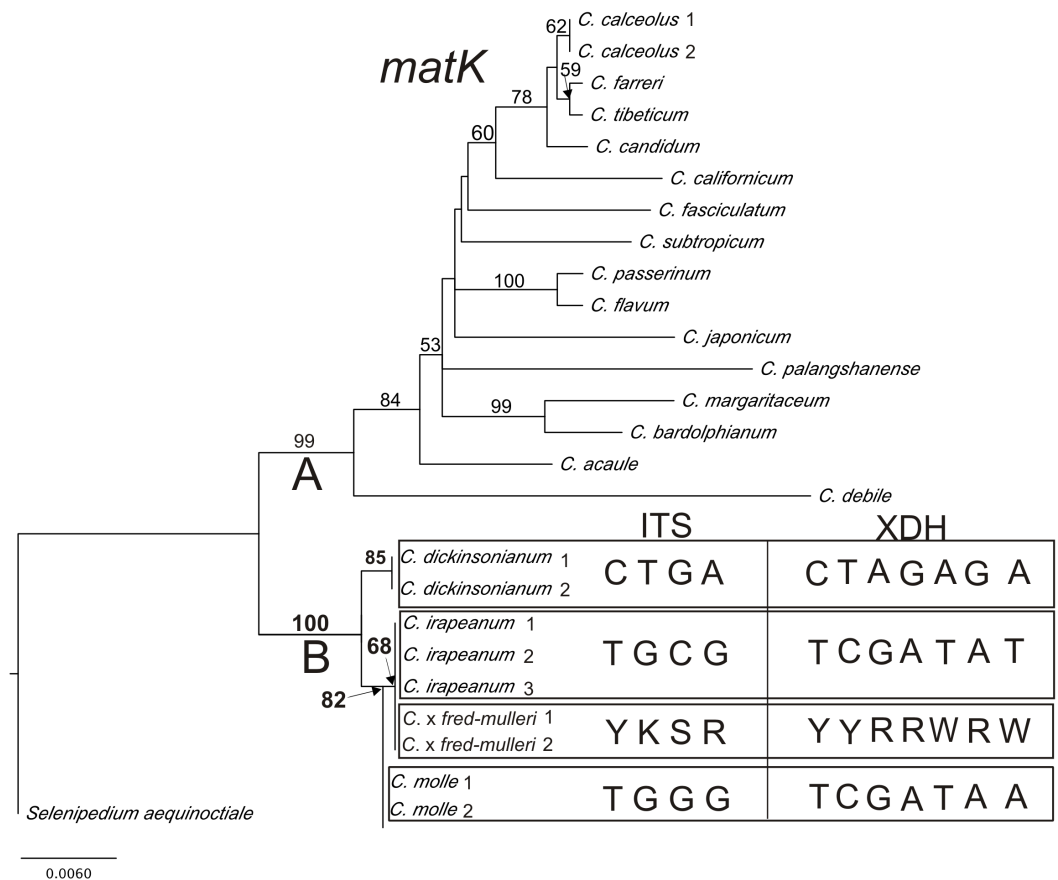 matK
62
C. calceolus 1
C. calceolus 2
59
C. farreri
C. tibeticum
78
C. candidum
60
C. californicum
C. fasciculatum
C. subtropicum
C. passerinum
100
C. flavum
C. japonicum
53
C. palangshanense
C. margaritaceum
99
C. bardolphianum
84
C. acaule
99
A
C. debile
ITS XDH
85
C. dickinsonianum 1
C. dickinsonianum 2
C T G A
C T A G A G A
100
B
68
82
C. irapeanum 1
C. irapeanum 2
C. irapeanum 3
T G C G
T C G A T A T
C. x fred-mulleri 1
C. x fred-mulleri 2
Y K S R
Y Y R R W R W
C. molle 1
C. molle 2
T G G G
T C G A T A A
Selenipedium aequinoctiale
0.0060